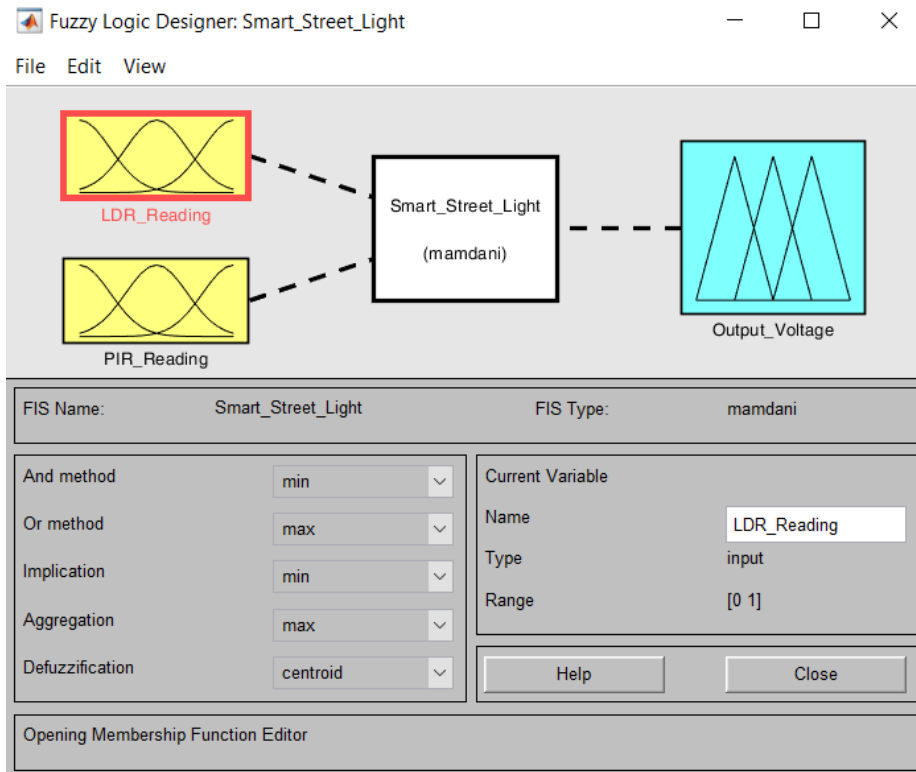 Fuzzy Logic Designer: Smart_Street_Light
File Edit View
LDR_Reading
PIR_Reading
Smart_Street_Light
(mamdani)
Output_Voltage
FIS Name: Smart_Street_Light FIS Type: mamdani
And method min
Or method max
Implication min
Aggregation max
Defuzzification centroid
Current Variable
Name LDR_Reading
Type input
Range [0 1]
Help Close
Opening Membership Function Editor